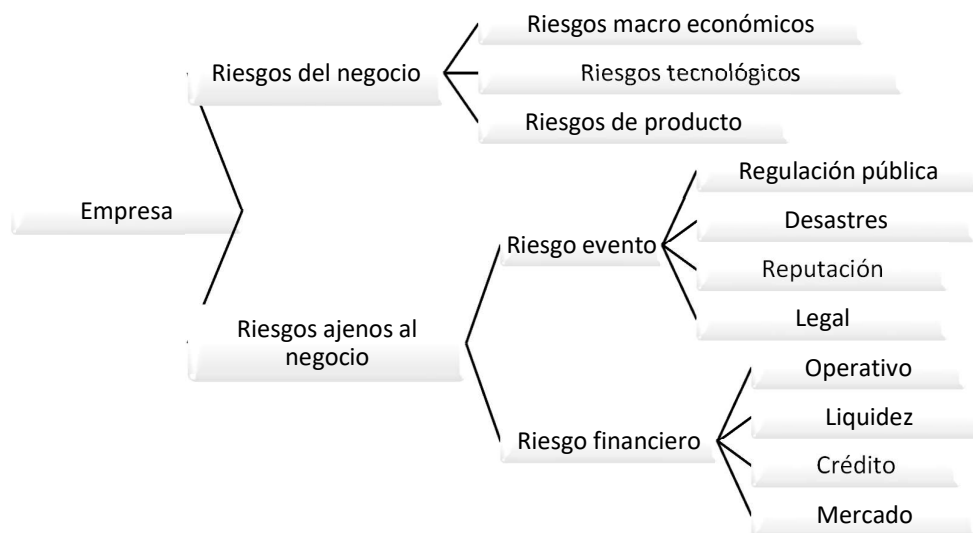 Riesgos macro económicos
Riesgos del negocio
Riesgos tecnológicos
Riesgos de producto
Regulación pública
Empresa
Desastres
Riesgo evento
Reputación
Legal
Riesgos ajenos al
negocio
Operativo
Liquidez
Riesgo financiero
Crédito
Mercado